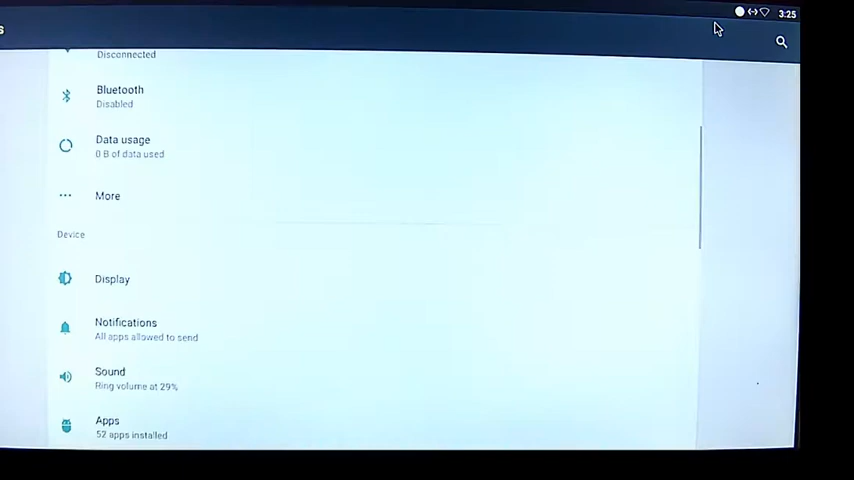 3:25
s
Disconnected
Bluetooth
Disabled
Data usage
0 B of data used
More
Device
Display
Notifications
All apps allowed to send
Sound
Ring volume at 29%
Apps
52 apps installed